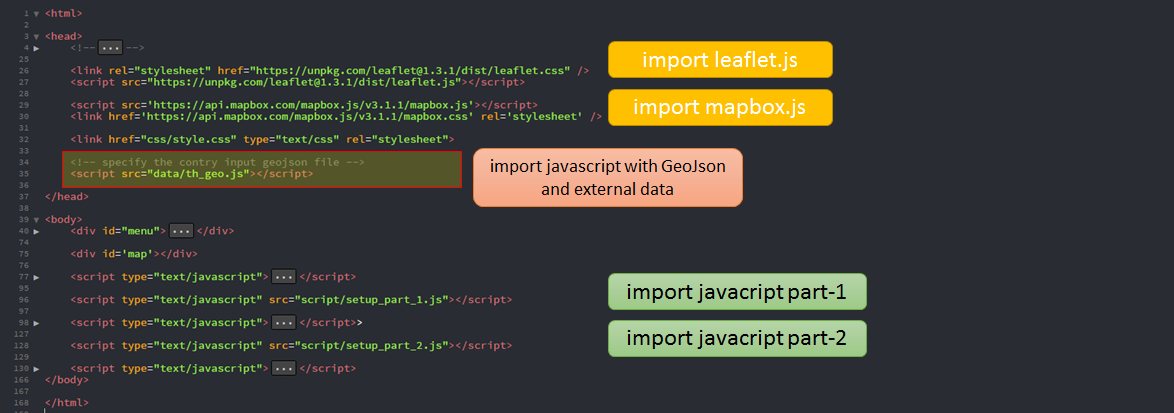 1 <html>
2
3 <head>
4 <!-- ... -->
25
26 <link rel="stylesheet" href="https://unpkg.com/leaflet@1.3.1/dist/leaflet.css" />
27 <script src="https://unpkg.com/leaflet@1.3.1/dist/leaflet.js"></script>
import leaflet.js
28
29 <script src='https://api.mapbox.com/mapbox.js/v3.1.1/mapbox.js'></script>
30 <link href='https://api.mapbox.com/mapbox.js/v3.1.1/mapbox.css' rel='stylesheet' />
import mapbox.js
31
32 <link href="css/style.css" type="text/css" rel="stylesheet">
33
34 <!-- specify the contry input geojson file -->
35 <script src="data/th_geo.js"></script>
import javascript with GeoJson
and external data
36
37 </head>
38
39 <body>
40 <div id="menu"> ... </div>
74
75 <div id='map'></div>
76
77 <script type="text/javascript"> ... </script>
95
96 <script type="text/javascript" src="script/setup_part_1.js"></script>
import javacript part-1
97
98 <script type="text/javascript"> ... </script>>
127
128 <script type="text/javascript" src="script/setup_part_2.js"></script>
import javacript part-2
129
130 <script type="text/javascript"> ... </script>
166 </body>
167
168 </html>